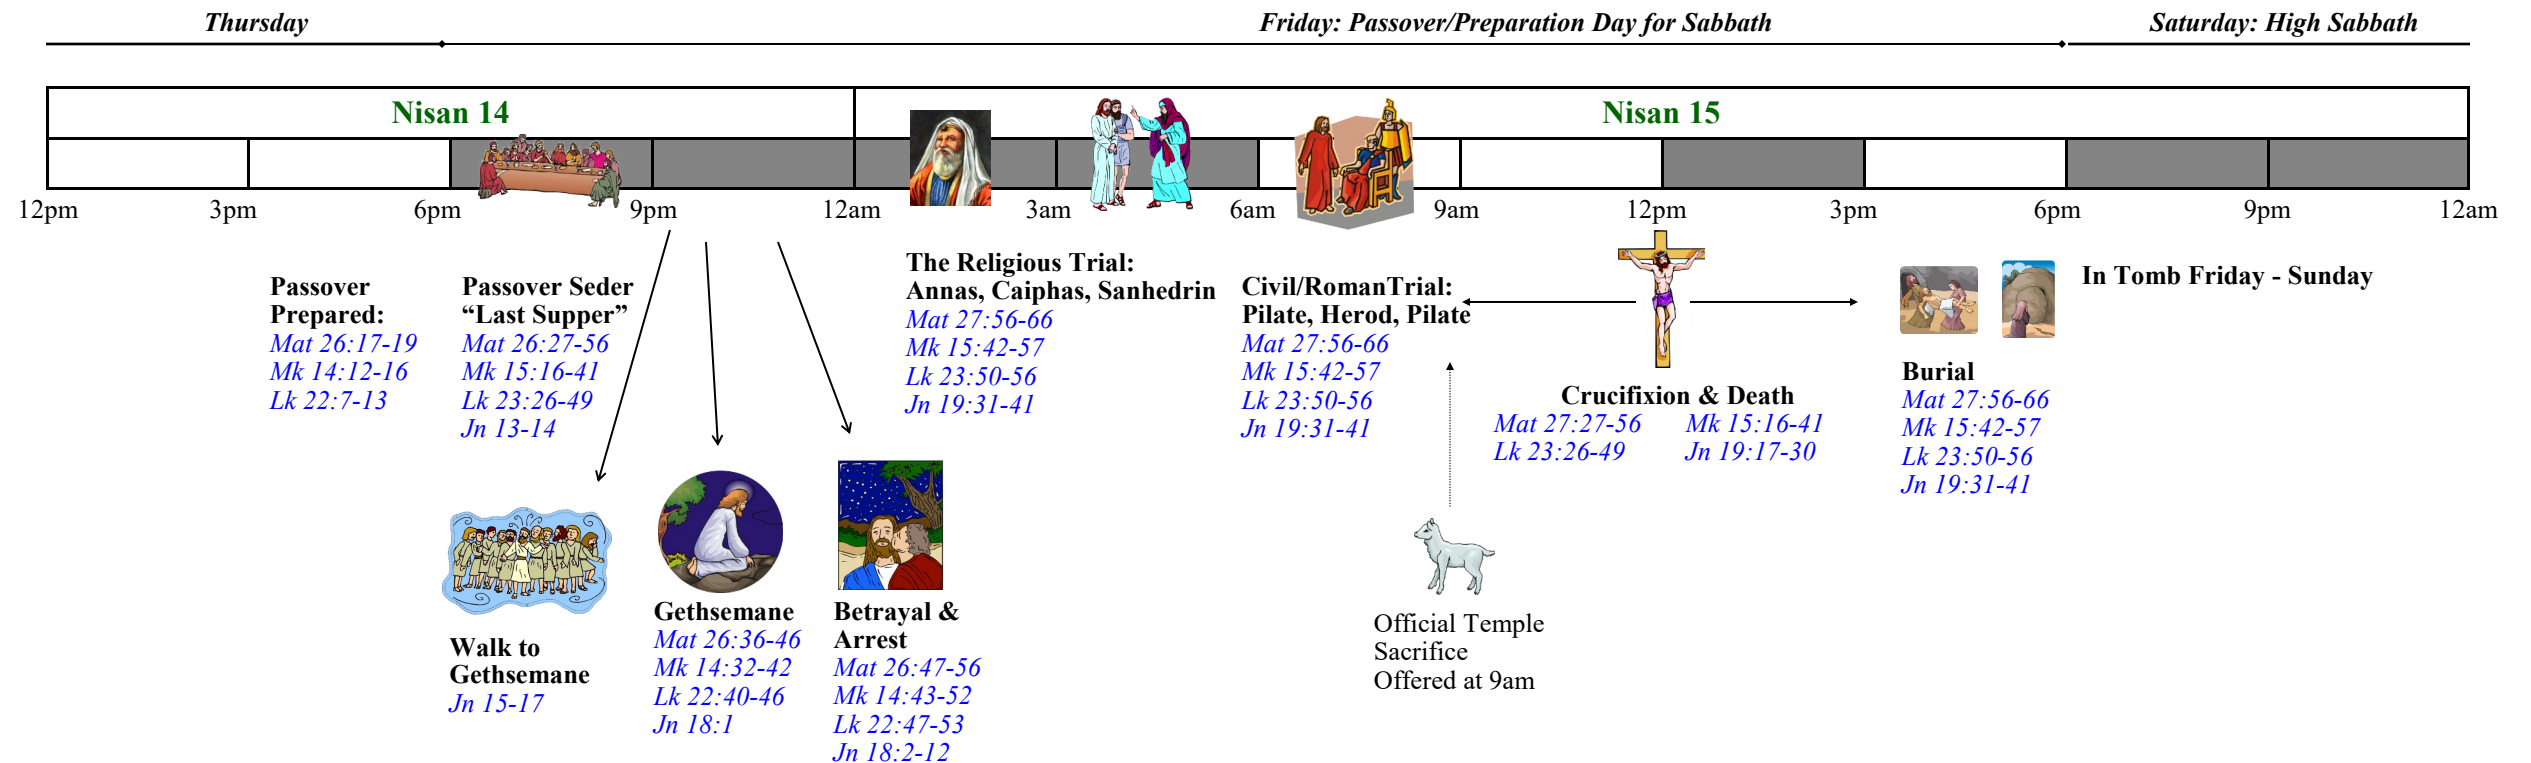 Thursday
Friday: Passover/Preparation Day for Sabbath
Saturday: High Sabbath
Nisan 14
Nisan 15
12pm
3pm
6pm
9pm
12am
3am
6am
9am
12pm
3pm
6pm
9pm
12am
Passover
Prepared:
Mat 26:17-19
Mk 14:12-16
Lk 22:7-13
Passover Seder
“Last Supper”
Mat 26:27-56
Mk 15:16-41
Lk 23:26-49
Jn 13-14
The Religious Trial:
Annas, Caiphas, Sanhedrin
Mat 27:56-66
Mk 15:42-57
Lk 23:50-56
Jn 19:31-41
Civil/RomanTrial:
Pilate, Herod, Pilate
Mat 27:56-66
Mk 15:42-57
Lk 23:50-56
Jn 19:31-41
Crucifixion & Death
Mat 27:27-56
Mk 15:16-41
Lk 23:26-49
Jn 19:17-30
Burial
Mat 27:56-66
Mk 15:42-57
Lk 23:50-56
Jn 19:31-41
In Tomb Friday - Sunday
Walk to
Gethsemane
Jn 15-17
Gethsemane
Mat 26:36-46
Mk 14:32-42
Lk 22:40-46
Jn 18:1
Betrayal &
Arrest
Mat 26:47-56
Mk 14:43-52
Lk 22:47-53
Jn 18:2-12
Official Temple
Sacrifice
Offered at 9am